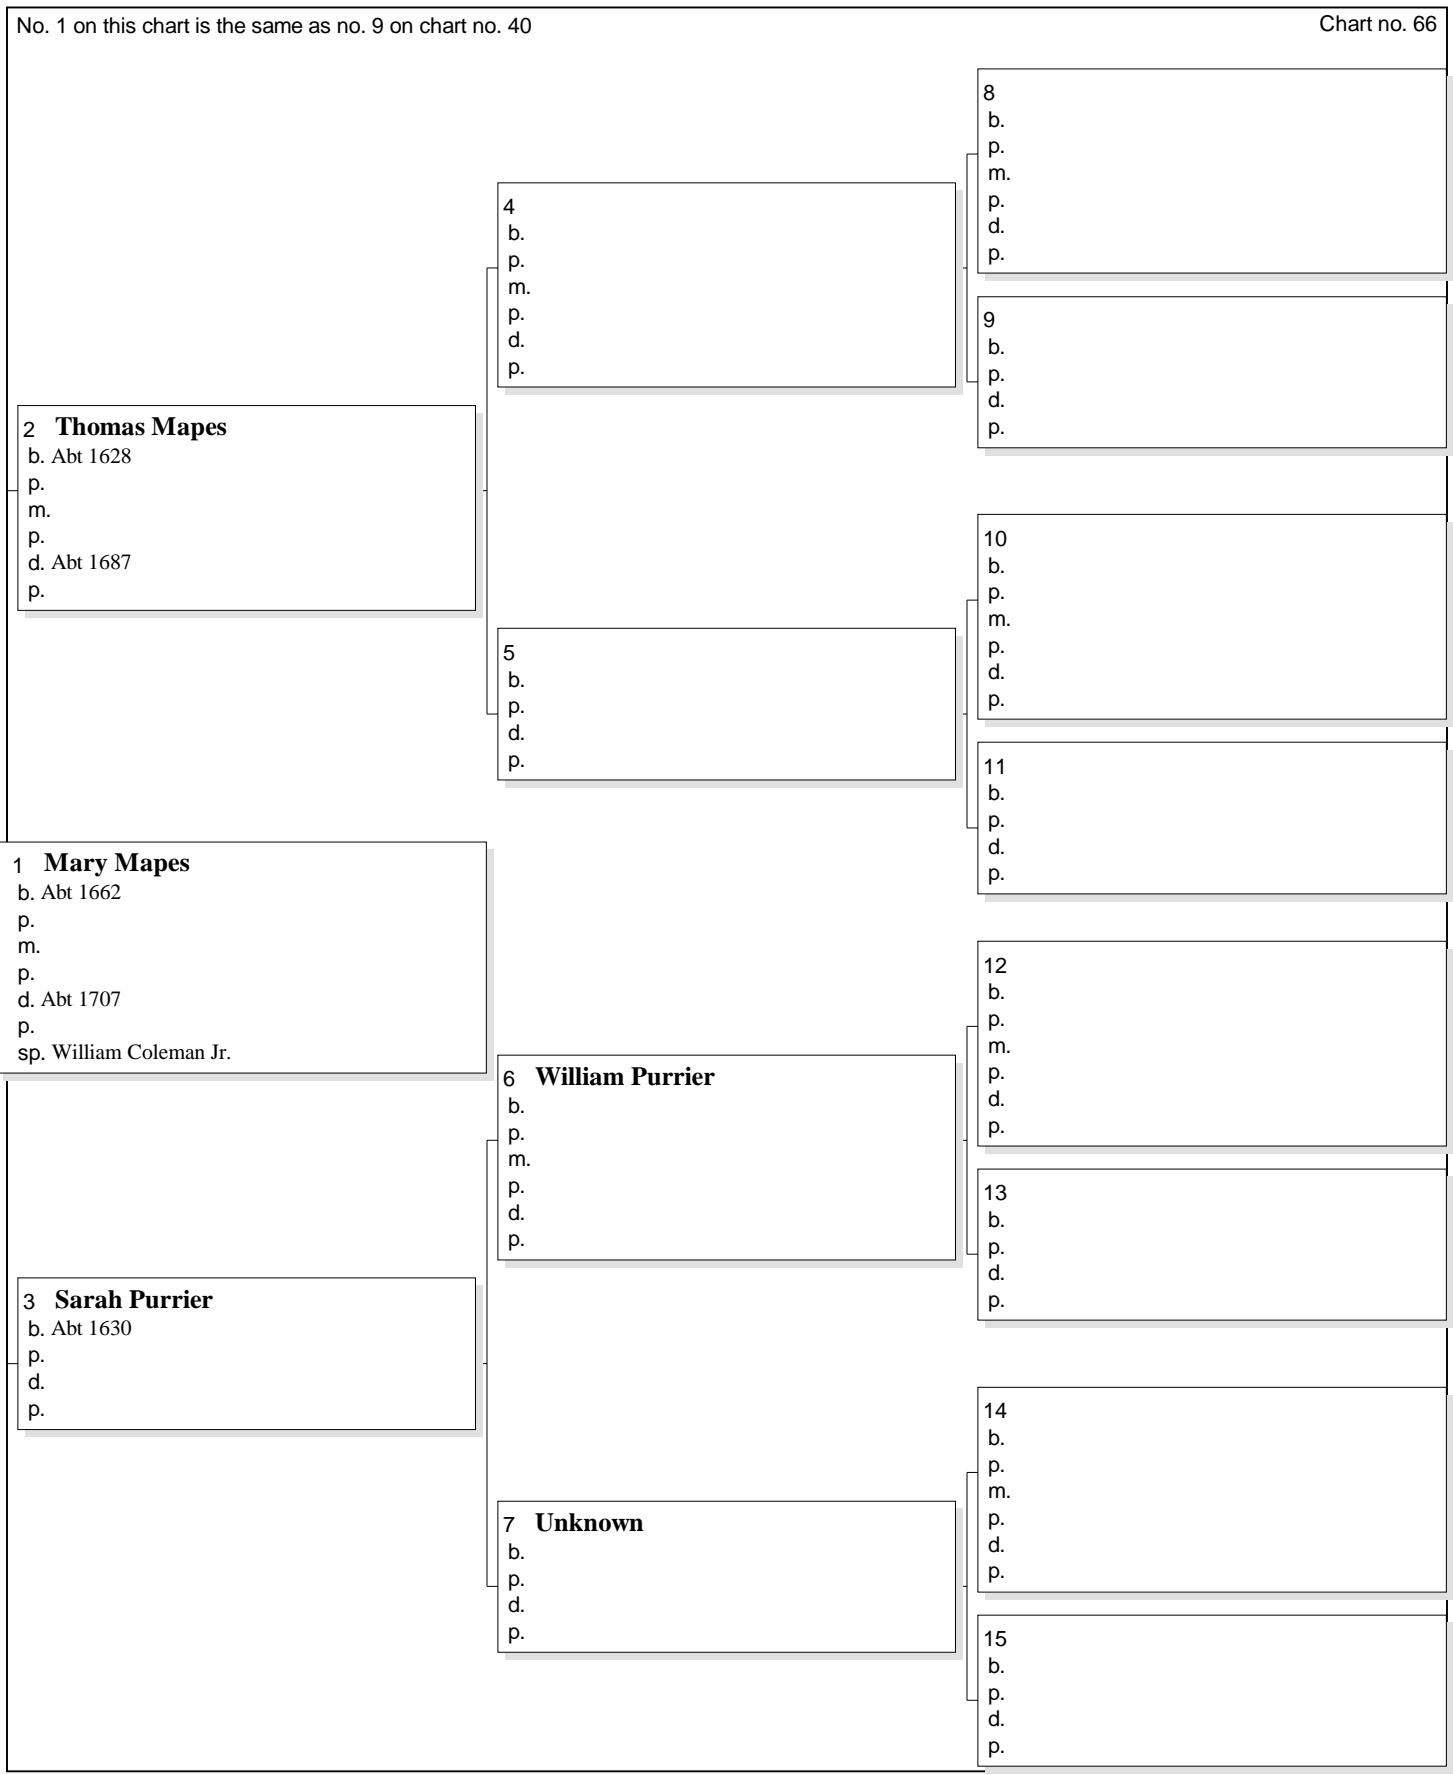 No. 1 on this chart is the same as no. 9 on chart no. 40
Chart no. 66
8
b.
p.
m.
p.
d.
p.
4
b.
p.
m.
p.
d.
p.
9
b.
p.
d.
p.
2 Thomas Mapes
b. Abt 1628
p.
m.
p.
d. Abt 1687
p.
10
b.
p.
m.
p.
d.
p.
5
b.
p.
d.
p.
11
b.
p.
d.
p.
1 Mary Mapes
b. Abt 1662
p.
m.
p.
d. Abt 1707
p.
sp. William Coleman Jr.
12
b.
p.
m.
p.
d.
p.
6 William Purrier
b.
p.
m.
p.
d.
p.
13
b.
p.
d.
p.
3 Sarah Purrier
b. Abt 1630
p.
d.
p.
14
b.
p.
m.
p.
d.
p.
7 Unknown
b.
p.
d.
p.
15
b.
p.
d.
p.